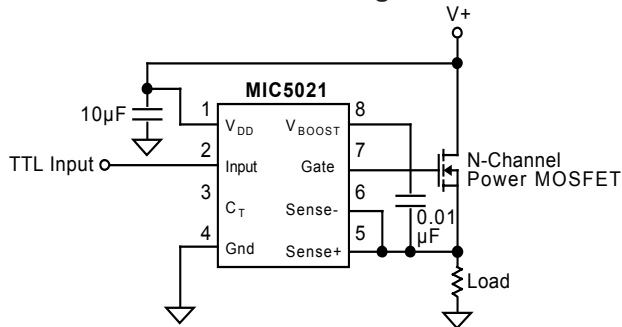 V+
MIC5021
10µF
1
8
V_DD
V_BOOST
2
7
TTL Input
Input
Gate
N-Channel
Power MOSFET
3
6
C_T
Sense-
0.01
µF
4
5
Gnd
Sense+
Load